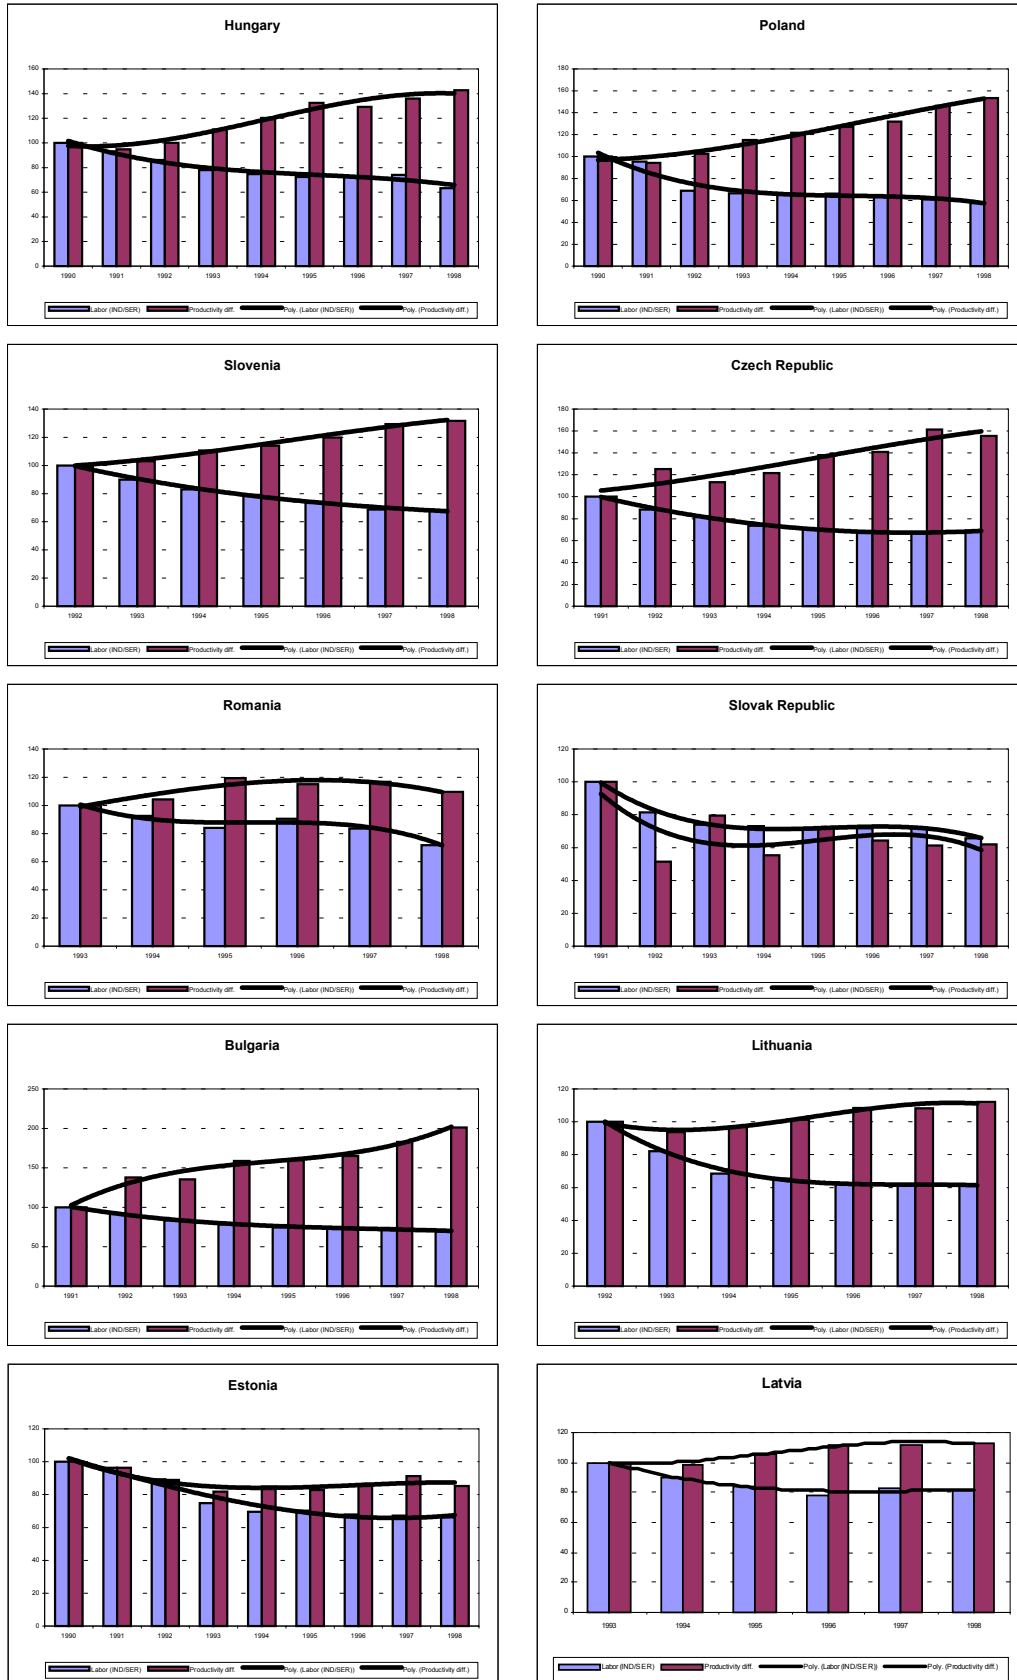 Hungary
160
140
120
100
80
60
40
20
0
1990 1991 1992 1993 1994 1995 1996 1997 1998
Labor (IND/SER) Productivity diff. Poly. (Labor (IND/SER)) Poly. (Productivity diff.)
Poland
180
160
140
120
100
80
60
40
20
0
1990 1991 1992 1993 1994 1995 1996 1997 1998
Labor (IND/SER) Productivity diff. Poly. (Labor (IND/SER)) Poly. (Productivity diff.)
Slovenia
140
120
100
80
60
40
20
0
1992 1993 1994 1995 1996 1997 1998
Labor (IND/SER) Productivity diff. Poly. (Labor (IND/SER)) Poly. (Productivity diff.)
Czech Republic
180
160
140
120
100
80
60
40
20
0
1991 1992 1993 1994 1995 1996 1997 1998
Labor (IND/SER) Productivity diff. Poly. (Labor (IND/SER)) Poly. (Productivity diff.)
Romania
140
120
100
80
60
40
20
0
1993 1994 1995 1996 1997 1998
Labor (IND/SER) Productivity diff. Poly. (Labor (IND/SER)) Poly. (Productivity diff.)
Slovak Republic
120
100
80
60
40
20
0
1991 1992 1993 1994 1995 1996 1997 1998
Labor (IND/SER) Productivity diff. Poly. (Labor (IND/SER)) Poly. (Productivity diff.)
Bulgaria
250
200
150
100
50
0
1991 1992 1993 1994 1995 1996 1997 1998
Labor (IND/SER) Productivity diff. Poly. (Labor (IND/SER)) Poly. (Productivity diff.)
Lithuania
120
100
80
60
40
20
0
1992 1993 1994 1995 1996 1997 1998
Labor (IND/SER) Productivity diff. Poly. (Labor (IND/SER)) Poly. (Productivity diff.)
Estonia
120
100
80
60
40
20
0
1990 1991 1992 1993 1994 1995 1996 1997 1998
Labor (IND/SER) Productivity diff. Poly. (Labor (IND/SER)) Poly. (Productivity diff.)
Latvia
120
100
80
60
40
20
0
1993 1994 1995 1996 1997 1998
Labor (IND/SER) Productivity diff. Poly. (Labor (IND/SER)) Poly. (Productivity diff.)